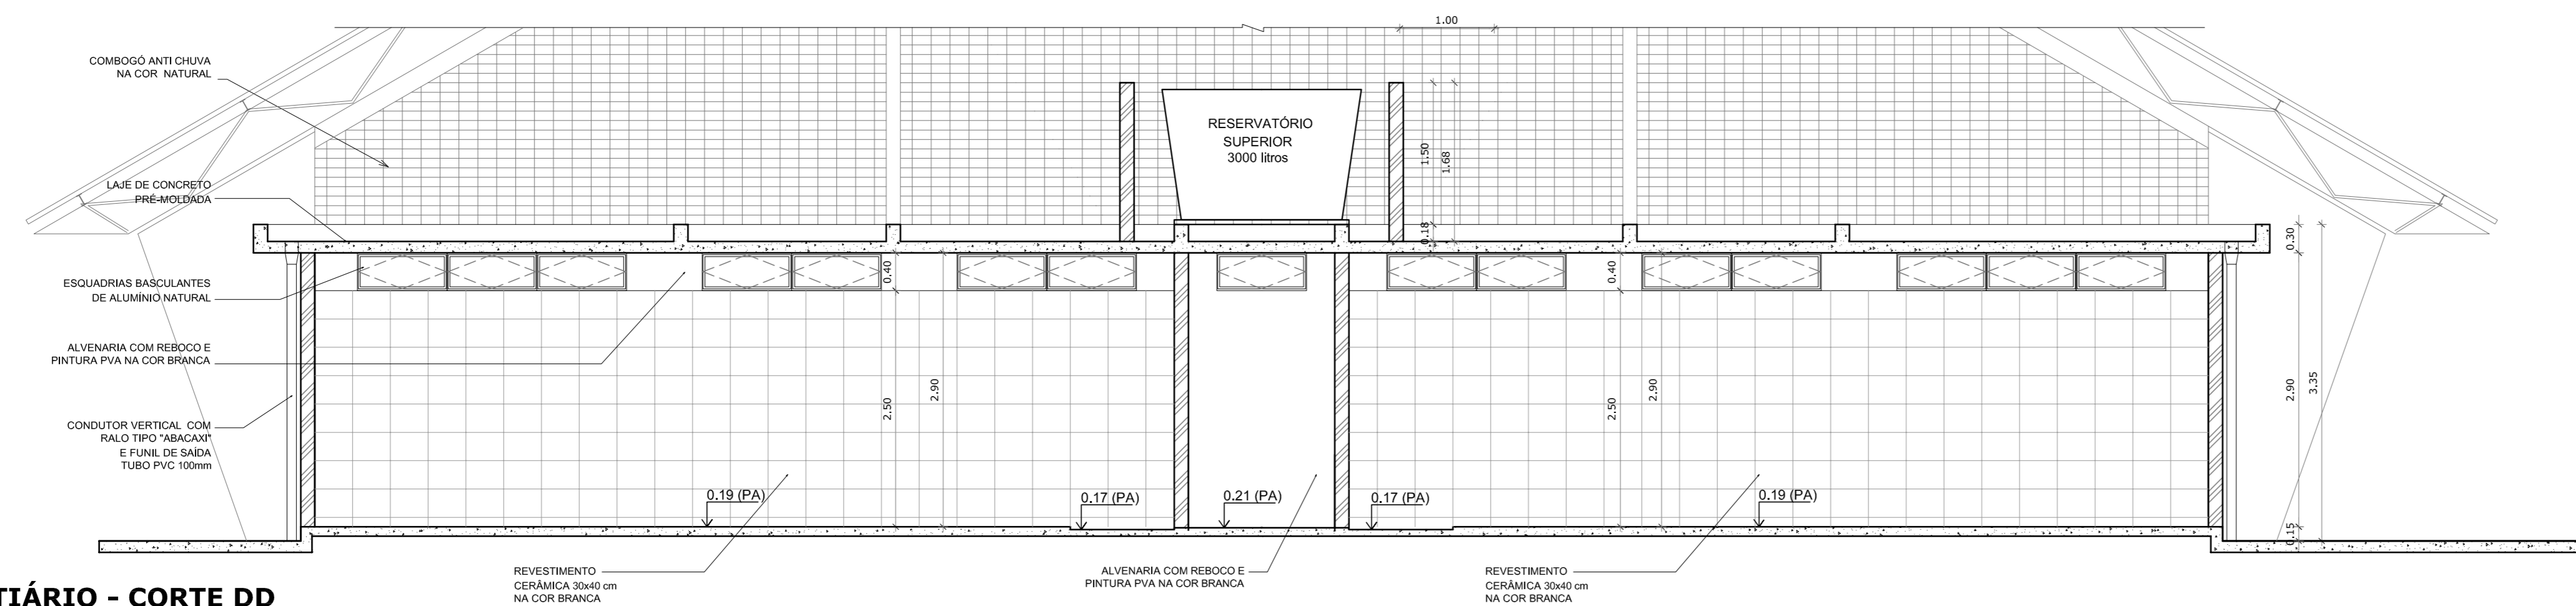 1.00
COMBOGÓ ANTI CHUVA
NA COR NATURAL
RESERVATÓRIO
SUPERIOR
3000 litros
1.50
1.68
LAJE DE CONCRETO
PRÉ-MOLDADA
0.18
0.30
ESQUADRIAS BASCULANTES
DE ALUMÍNIO NATURAL
0.40
0.40
ALVENARIA COM REBOCO E
PINTURA PVA NA COR BRANCA
2.50
2.90
2.50
2.90
2.90
3.35
CONDUTOR VERTICAL COM
RALO TIPO "ABACAXI"
E FUNIL DE SAÍDA
TUBO PVC 100mm
0.19 (PA)
0.17 (PA)
0.21 (PA)
0.17 (PA)
0.19 (PA)
0.15
REVESTIMENTO
CERÂMICA 30x40 cm
NA COR BRANCA
ALVENARIA COM REBOCO E
PINTURA PVA NA COR BRANCA
REVESTIMENTO
CERÂMICA 30x40 cm
NA COR BRANCA
TIÁRIO - CORTE DD